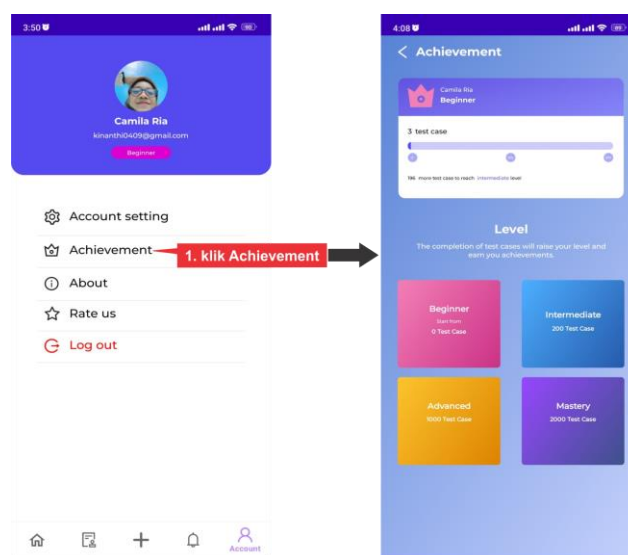 3:50
Camila Ria
kinanthi0409@gmail.com
Beginner
Account setting
Achievement
1. klik Achievement
About
Rate us
Log out
Account
4:08
Achievement
Camila Ria
Beginner
3 test case
196 more test case to reach intermediate level
Level
The completion of test cases will raise your level and
earn you achievements.
Beginner
Start from
0 Test Case
Intermediate
200 Test Case
Advanced
1000 Test Case
Mastery
2000 Test Case